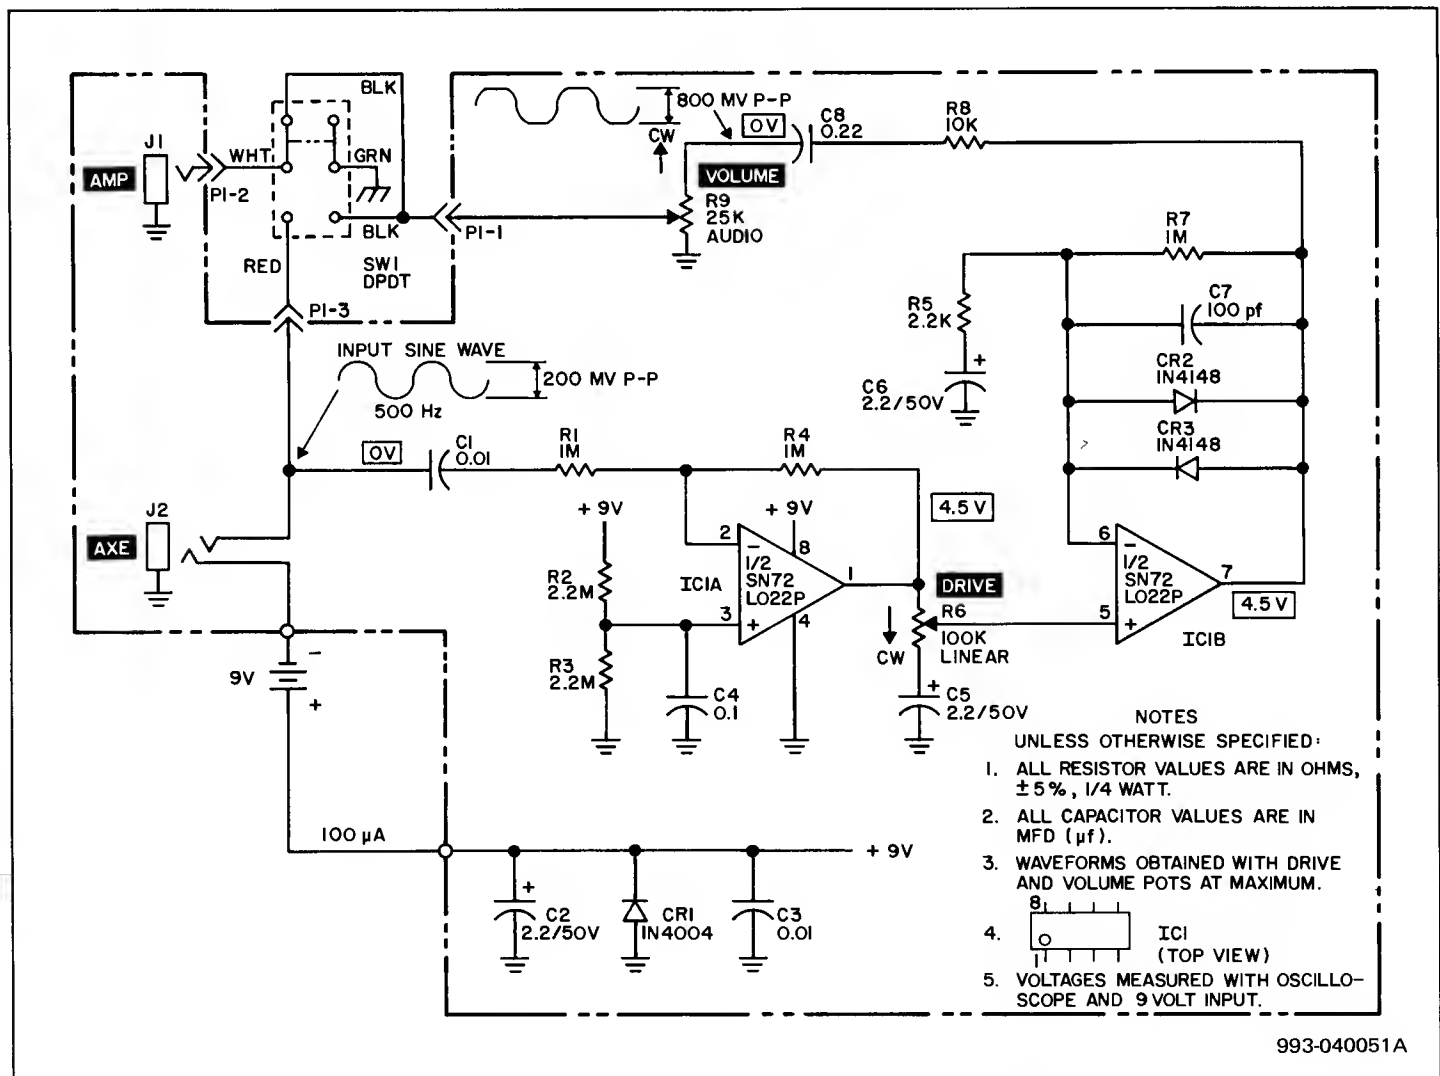 BLK
800 MV P-P
CW
0V
C8
0.22
R8
10K
J1
AMP
WHT
P1-2
GRN
VOLUME
R9
25K
AUDIO
P1-1
BLK
RED
SW1
DPDT
P1-3
R7
1M
C7
100 pf
R5
2.2K
+
C6
2.2/50V
CR2
IN4148
CR3
IN4148
INPUT SINE WAVE
200 MV P-P
500 Hz
0V
C1
0.01
R1
1M
R4
1M
J2
AXE
+ 9V
+ 9V
4.5 V
2
−
8
1/2
SN72
L022P
IC1A
1
3
+
4
R2
2.2M
R3
2.2M
C4
0.1
DRIVE
R6
100K
LINEAR
CW
+
C5
2.2/50V
6
−
1/2
SN72
L022P
7
5
+
4.5 V
IC1B
−
9V
+
100 µA
+ 9V
+
C2
2.2/50V
CR1
IN4004
C3
0.01
NOTES
UNLESS OTHERWISE SPECIFIED:
1. ALL RESISTOR VALUES ARE IN OHMS,
±5%, 1/4 WATT.
2. ALL CAPACITOR VALUES ARE IN
MFD (µf).
3. WAVEFORMS OBTAINED WITH DRIVE
AND VOLUME POTS AT MAXIMUM.
8
4. IC1
1 (TOP VIEW)
5. VOLTAGES MEASURED WITH OSCILLO-
SCOPE AND 9 VOLT INPUT.
993-040051A